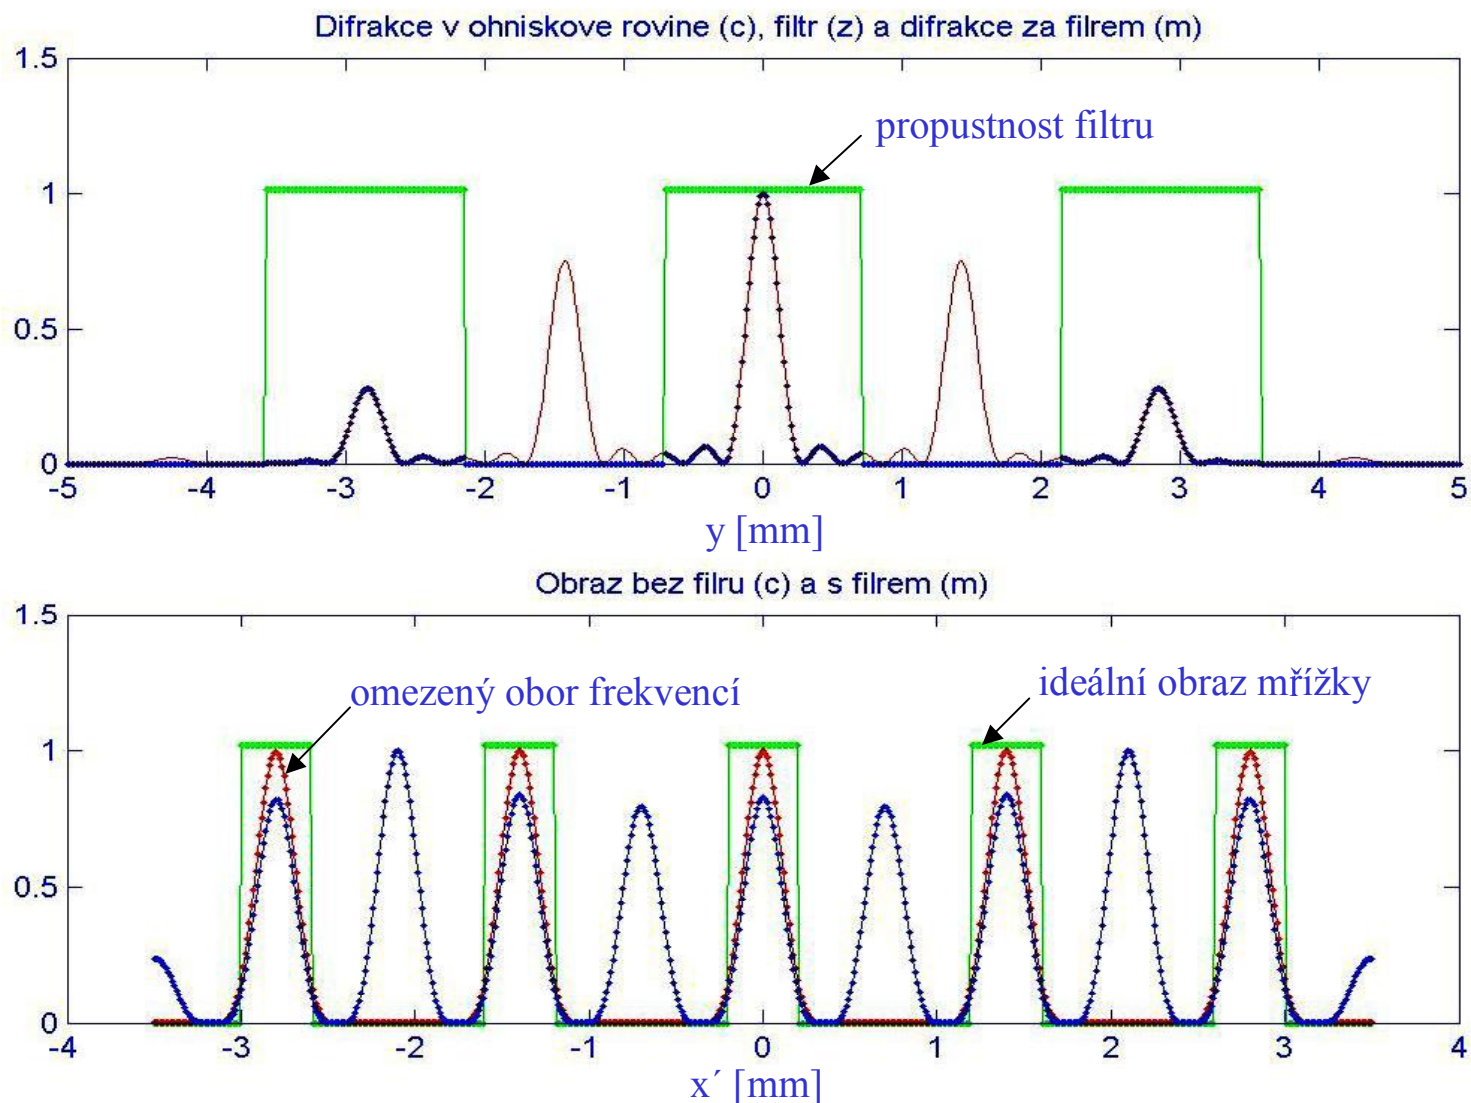 Difrakce v ohniskove rovine (c), filtr (z) a difrakce za filrem (m)
1.5
propustnost filtru
1
0.5
0
-5 -4 -3 -2 -1 0 1 2 3 4 5
y [mm]
Obraz bez filru (c) a s filrem (m)
1.5
omezený obor frekvencí
ideální obraz mřížky
1
0.5
0
-4 -3 -2 -1 0 1 2 3 4
x´ [mm]